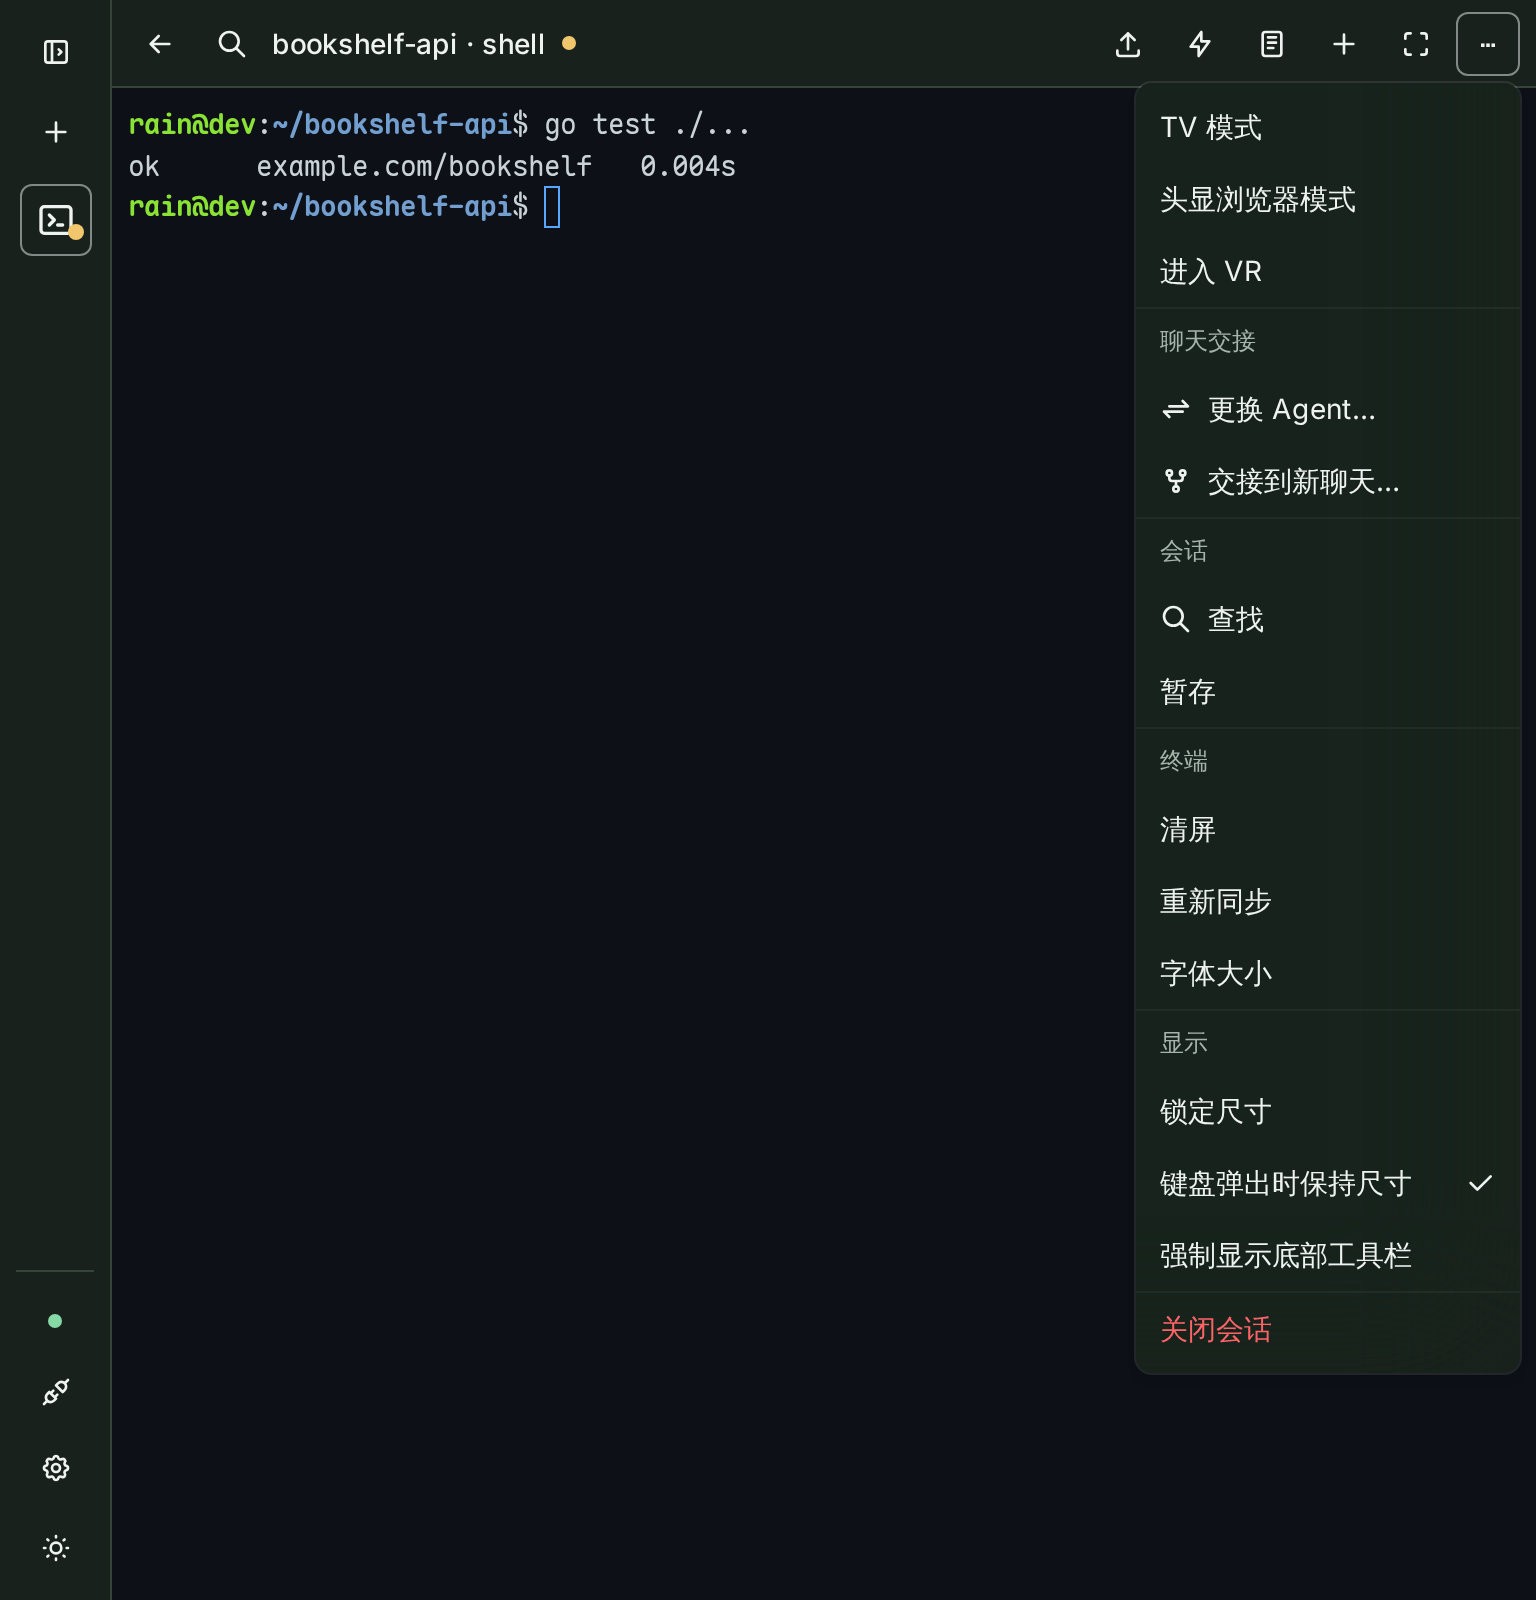 bookshelf-api · shell
rain@dev:~/bookshelf-api$ go test ./...
ok      example.com/bookshelf   0.004s
rain@dev:~/bookshelf-api$
TV 模式
头显浏览器模式
进入 VR
聊天交接
更换 Agent...
交接到新聊天...
会话
查找
暂存
终端
清屏
重新同步
字体大小
显示
锁定尺寸
键盘弹出时保持尺寸
强制显示底部工具栏
关闭会话